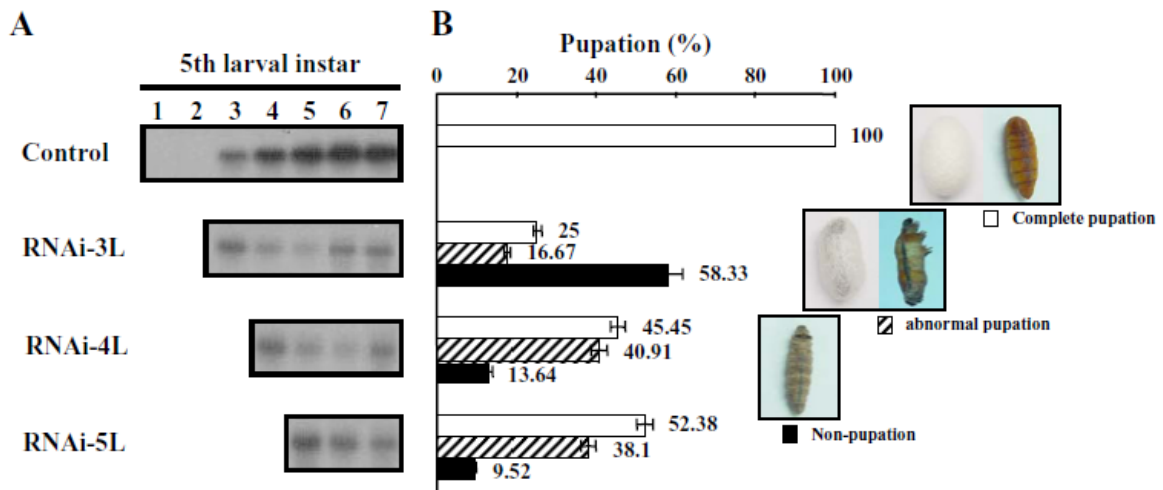 A
5th larval instar
1 2 3 4 5 6 7
Control
RNAi-3L
RNAi-4L
RNAi-5L
B
Pupation (%)
0 20 40 60 80 100
100
25
16.67
58.33
45.45
40.91
13.64
52.38
38.1
9.52
Complete pupation
abnormal pupation
Non-pupation